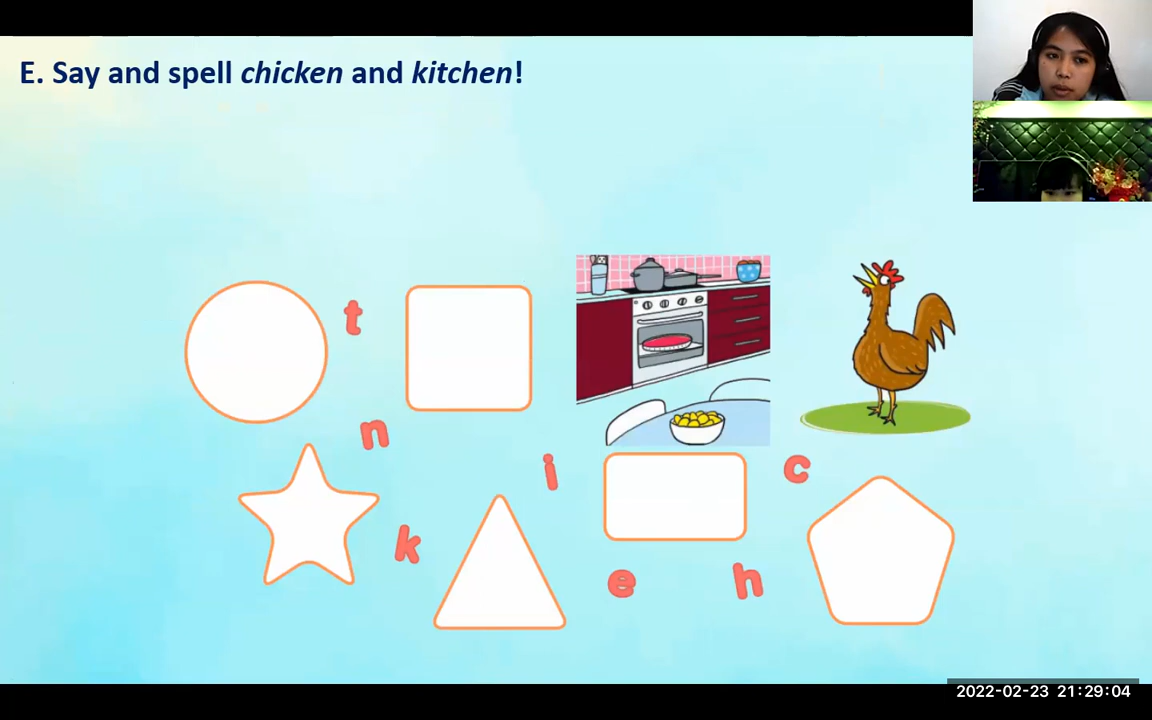 E. Say and spell chicken and kitchen!
t
n
i
c
k
e
h
2022-02-23 21:29:04